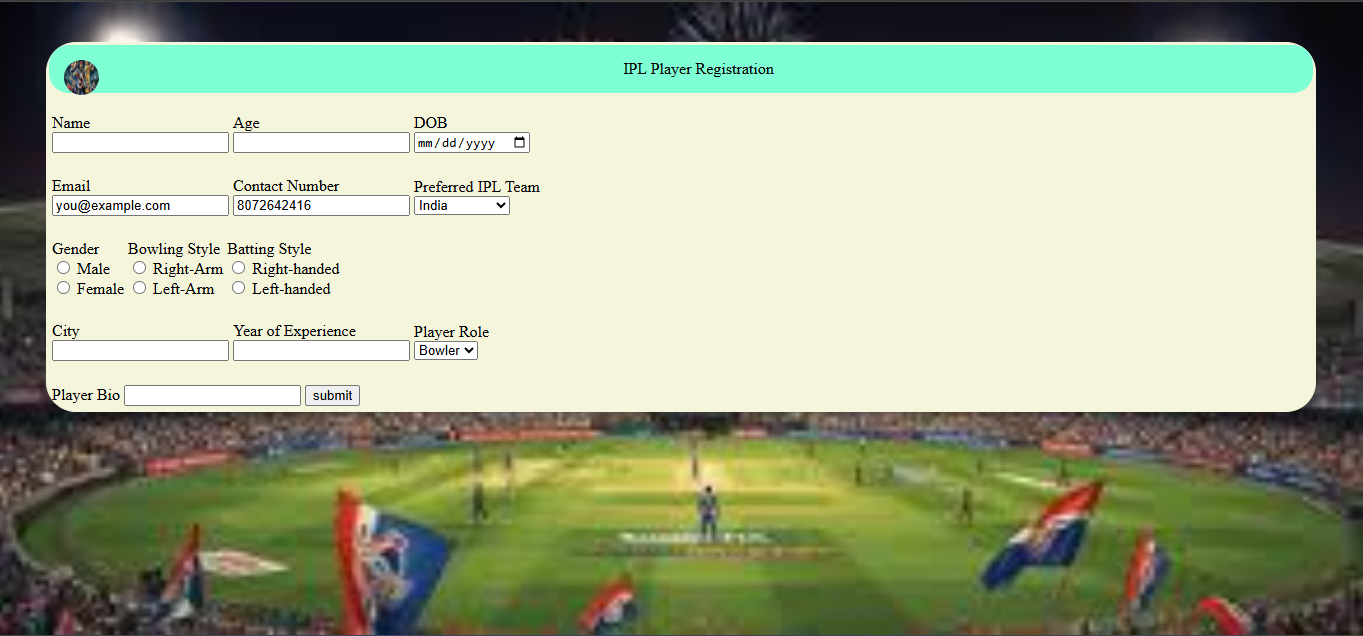 IPL Player Registration
Name Age DOB
mm/dd/yyyy
Email Contact Number Preferred IPL Team
you@example.com 8072642416 India
Gender Bowling Style Batting Style
Male Right-Arm Right-handed
Female Left-Arm Left-handed
City Year of Experience Player Role
Bowler
Player Bio submit